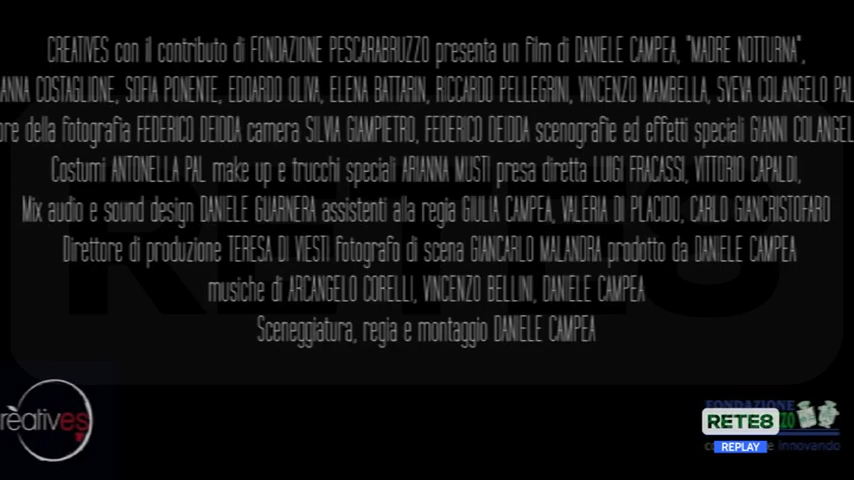 CREATIVES con il contributo di FONDAZIONE PESCARABRUZZO presenta un film di DANIELE CAMPEA, "MADRE NOTTURNA",
ANNA COSTAGLIONE, SOFIA PONENTE, EDOARDO OLIVA, ELENA BATTARIN, RICCARDO PELLEGRINI, VINCENZO MAMBELLA, SVEVA COLANGELO PAL
ore della fotografia FEDERICO DEIDDA camera SILVIA GIAMPIETRO, FEDERICO DEIDDA scenografie ed effetti speciali GIANNI COLANGEL
Costumi ANTONELLA PAL make up e trucchi speciali ARIANNA MUSTI presa diretta LUIGI FRACASSI, VITTORIO CAPALDI,
Mix audio e sound design DANIELE GUARNERA assistenti alla regia GIULIA CAMPEA, VALERIA DI PLACIDO, CARLO GIANCRISTOFARO
Direttore di produzione TERESA DI VIESTI fotografo di scena GIANCARLO MALANDRA prodotto da DANIELE CAMPEA
musiche di ARCANGELO CORELLI, VINCENZO BELLINI, DANIELE CAMPEA
Sceneggiatura, regia e montaggio DANIELE CAMPEA
RETE8
rèatives
FONDAZIONE
RETE8
REPLAY
innovando